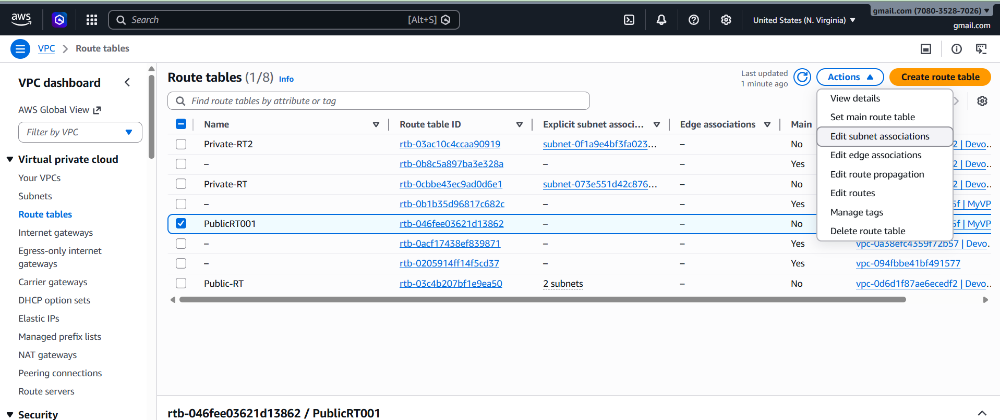 aws
Search [Alt+S]
United States (N. Virginia)
gmail.com (7080-3528-7026)
gmail.com
VPC Route tables
VPC dashboard
AWS Global View
Filter by VPC
Virtual private cloud
Your VPCs
Subnets
Route tables
Internet gateways
Egress-only internet
gateways
Carrier gateways
DHCP option sets
Elastic IPs
Managed prefix lists
NAT gateways
Peering connections
Route servers
Security
Route tables (1/8) Info
Last updated
1 minute ago
Actions
Create route table
Find route tables by attribute or tag
View details
Set main route table
Edit subnet associations
Edit edge associations
Edit route propagation
Edit routes
Manage tags
Delete route table
Name Route table ID Explicit subnet associ... Edge associations Main
Private-RT2 rtb-03ac10c4ccaa90919 subnet-0f1a9e4bf3fa023... – No 2 | Devo...
– rtb-0b8c5a897ba3e328a – – Yes 2 | Devo...
Private-RT rtb-0cbbe43ec9ad0d6e1 subnet-073e551d42c876... – No 2 | Devo...
– rtb-0b1b35d96817c682c – – Yes 5f | MyVP
PublicRT001 rtb-046fee03621d13862 – – No 5f | MyVP
– rtb-0acf17438ef839871 – – Yes vpc-0a38efc4359f72b57 | Devo...
– rtb-0205914ff14f5cd37 – – Yes vpc-094fbbe41bf491577
Public-RT rtb-03c4b207bf1e9ea50 2 subnets – No vpc-0d6d1f87ae6ecedf2 | Devo...
rtb-046fee03621d13862 / PublicRT001